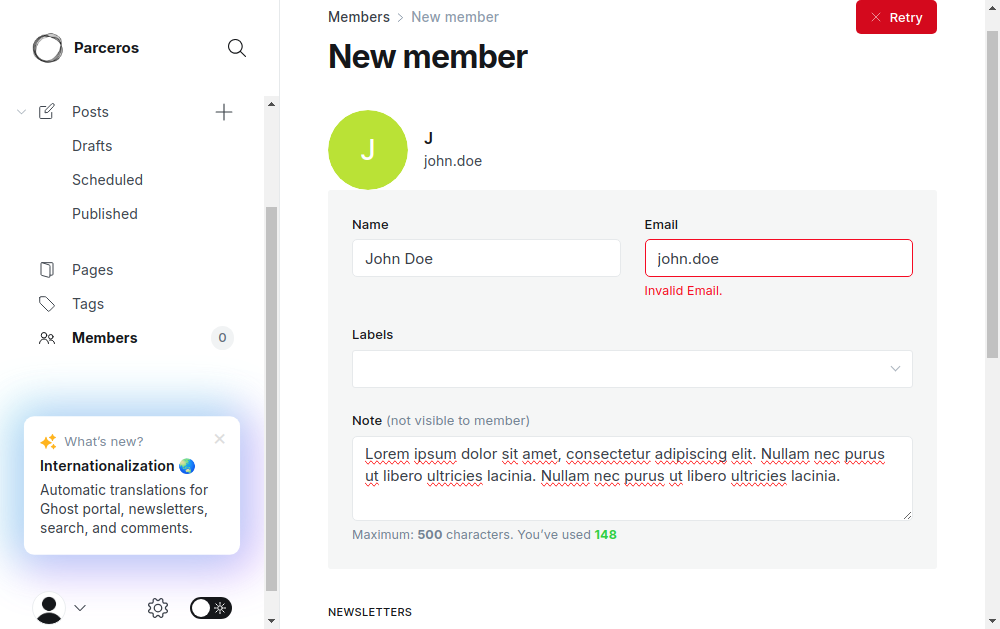 Parceros
Posts
Drafts
Scheduled
Published
Pages
Tags
Members
0
What's new?
Internationalization 🌏
Automatic translations for
Ghost portal, newsletters,
search, and comments.
Members
New member
Retry
New member
J
J
john.doe
Name
Email
John Doe
john.doe
Invalid Email.
Labels
Note (not visible to member)
Lorem ipsum dolor sit amet, consectetur adipiscing elit. Nullam nec purus
ut libero ultricies lacinia. Nullam nec purus ut libero ultricies lacinia.
Maximum: 500 characters. You've used 148
NEWSLETTERS